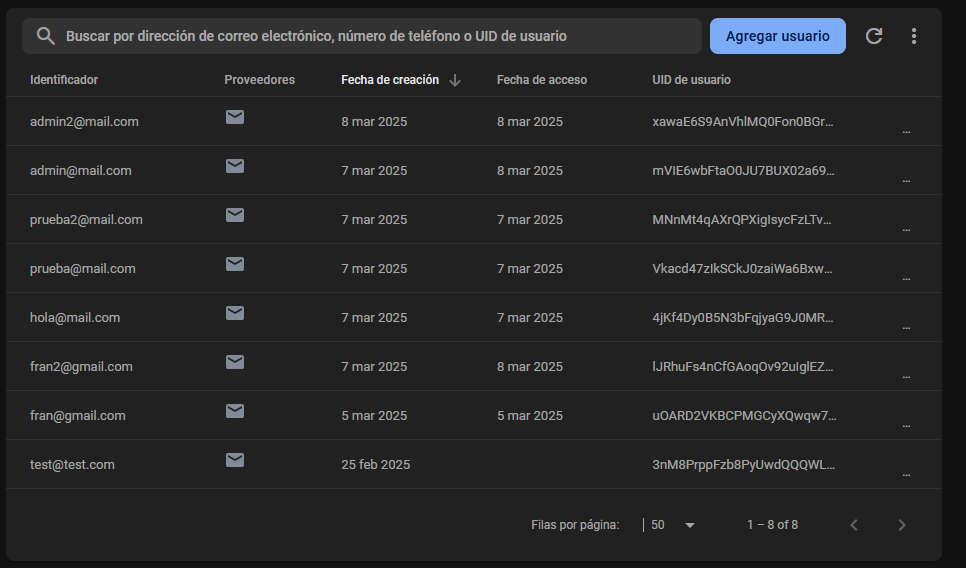 Buscar por dirección de correo electrónico, número de teléfono o UID de usuario Agregar usuario
Identificador Proveedores Fecha de creación Fecha de acceso UID de usuario
admin2@mail.com 8 mar 2025 8 mar 2025 xawaE6S9AnVhlMQ0Fon0BGr... ...
admin@mail.com 7 mar 2025 8 mar 2025 mVIE6wbFtaO0JU7BUX02a69... ...
prueba2@mail.com 7 mar 2025 7 mar 2025 MNnMt4qAXrQPXigIsycFzLTv... ...
prueba@mail.com 7 mar 2025 7 mar 2025 Vkacd47zIkSCkJ0zaiWa6Bxw... ...
hola@mail.com 7 mar 2025 7 mar 2025 4jKf4Dy0B5N3bFqjyaG9J0MR... ...
fran2@gmail.com 7 mar 2025 8 mar 2025 lJRhuFs4nCfGAoqOv92uIglEZ... ...
fran@gmail.com 5 mar 2025 5 mar 2025 uOARD2VKBCPMGCyXQwqw7... ...
test@test.com 25 feb 2025 3nM8PrppFzb8PyUwdQQQWL... ...
Filas por página: 50 1 – 8 of 8